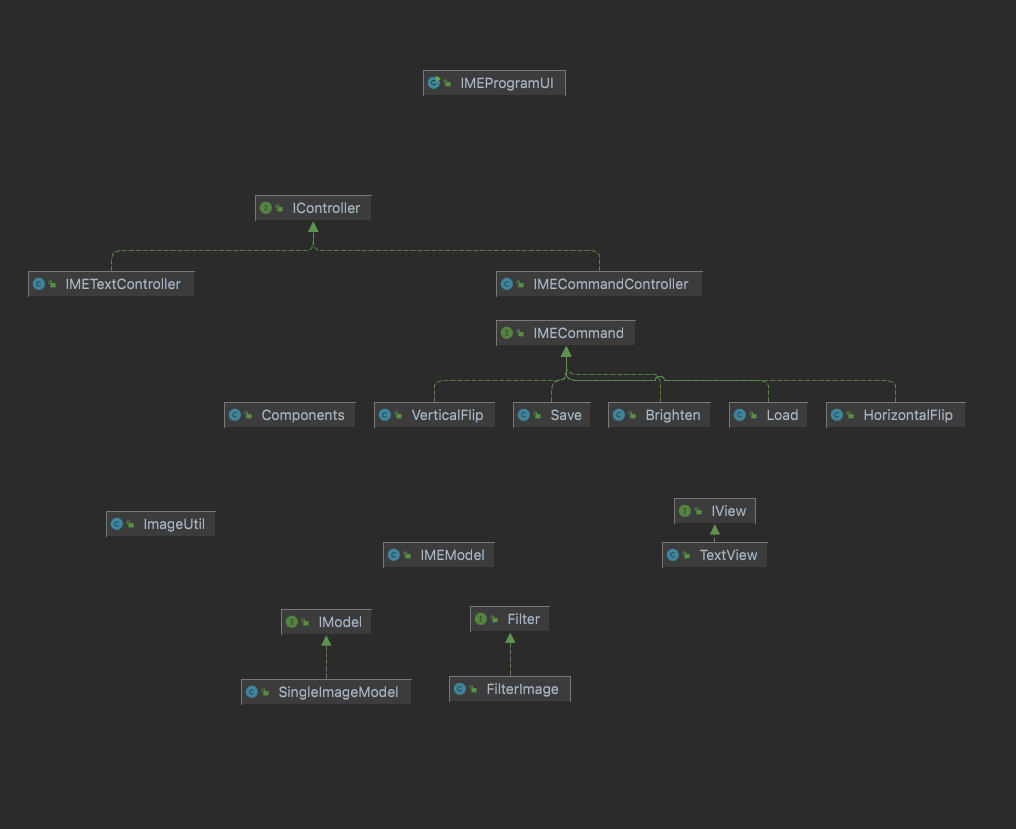 IMEProgramUI
IController
IMETextController
IMECommandController
IMECommand
Components
VerticalFlip
Save
Brighten
Load
HorizontalFlip
IView
ImageUtil
IMEModel
TextView
IModel
Filter
SingleImageModel
FilterImage